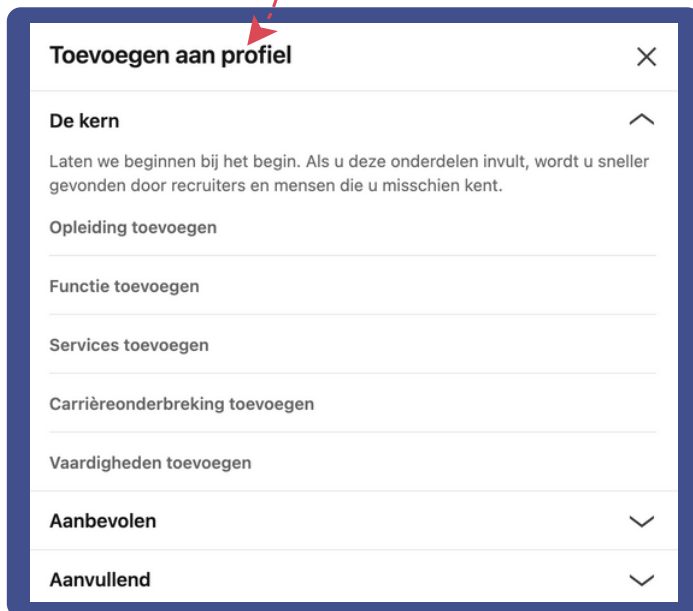 Toevoegen aan profiel
De kern
Laten we beginnen bij het begin. Als u deze onderdelen invult, wordt u sneller
gevonden door recruiters en mensen die u misschien kent.
Opleiding toevoegen
Functie toevoegen
Services toevoegen
Carrièreonderbreking toevoegen
Vaardigheden toevoegen
Aanbevolen
Aanvullend